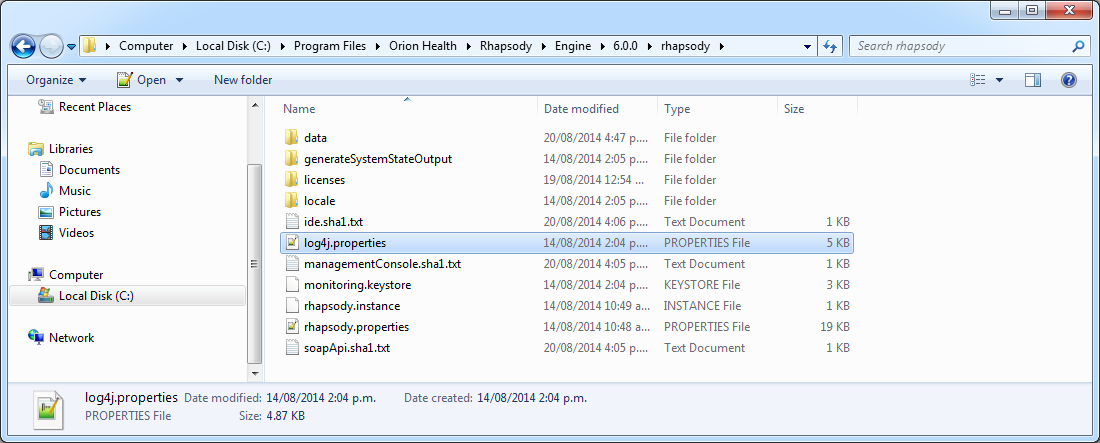 Computer Local Disk (C:) Program Files Orion Health Rhapsody Engine 6.0.0 rhapsody Search rhapsody
Organize Open New folder
Recent Places
Libraries
Documents
Music
Pictures
Videos
Computer
Local Disk (C:)
Network
Name Date modified Type Size
data 20/08/2014 4:47 p.... File folder
generateSystemStateOutput 14/08/2014 2:05 p.... File folder
licenses 19/08/2014 12:54 ... File folder
locale 14/08/2014 2:05 p.... File folder
ide.sha1.txt 20/08/2014 4:06 p.... Text Document 1 KB
log4j.properties 14/08/2014 2:04 p.... PROPERTIES File 5 KB
managementConsole.sha1.txt 20/08/2014 4:05 p.... Text Document 1 KB
monitoring.keystore 14/08/2014 2:04 p.... KEYSTORE File 3 KB
rhapsody.instance 14/08/2014 10:49 a... INSTANCE File 1 KB
rhapsody.properties 14/08/2014 10:48 a... PROPERTIES File 19 KB
soapApi.sha1.txt 20/08/2014 4:05 p.... Text Document 1 KB
log4j.properties Date modified: 14/08/2014 2:04 p.m. Date created: 14/08/2014 2:04 p.m.
PROPERTIES File Size: 4.87 KB